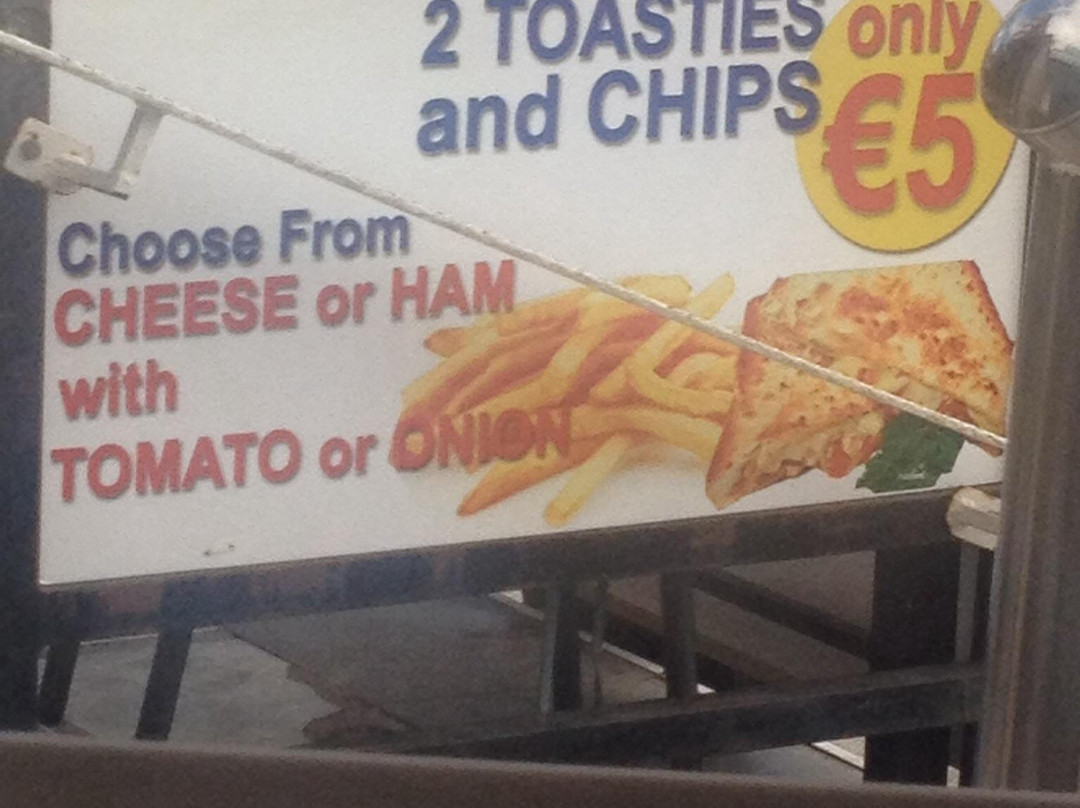 2 TOASTIES
and CHIPS
only
€5
Choose From
CHEESE or HAM
with
TOMATO or ONION